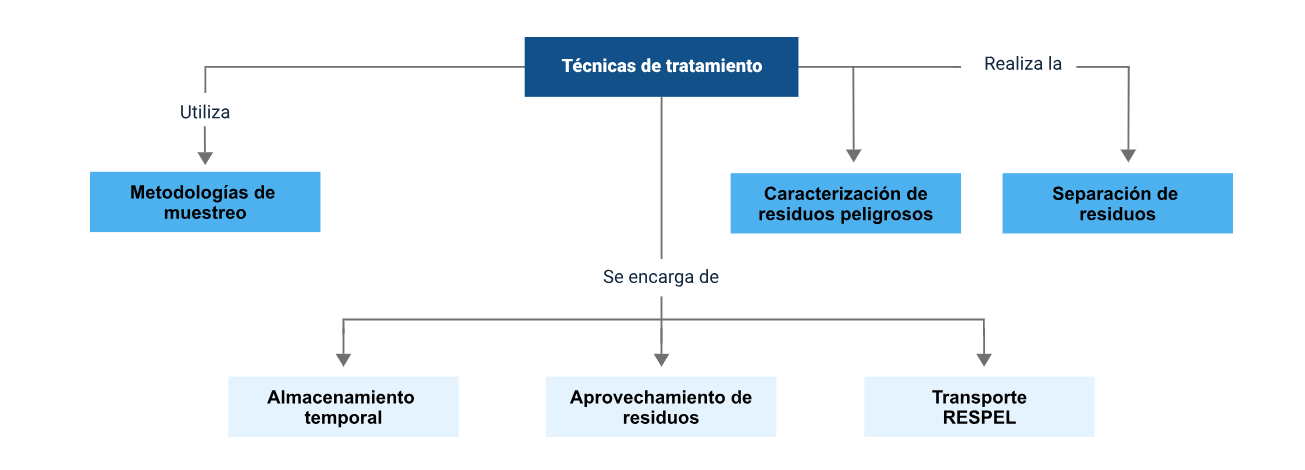 Técnicas de tratamiento
Realiza la
Utiliza
Metodologías de
muestreo
Caracterización de
residuos peligrosos
Separación de
residuos
Se encarga de
Almacenamiento
temporal
Aprovechamiento de
residuos
Transporte
RESPEL